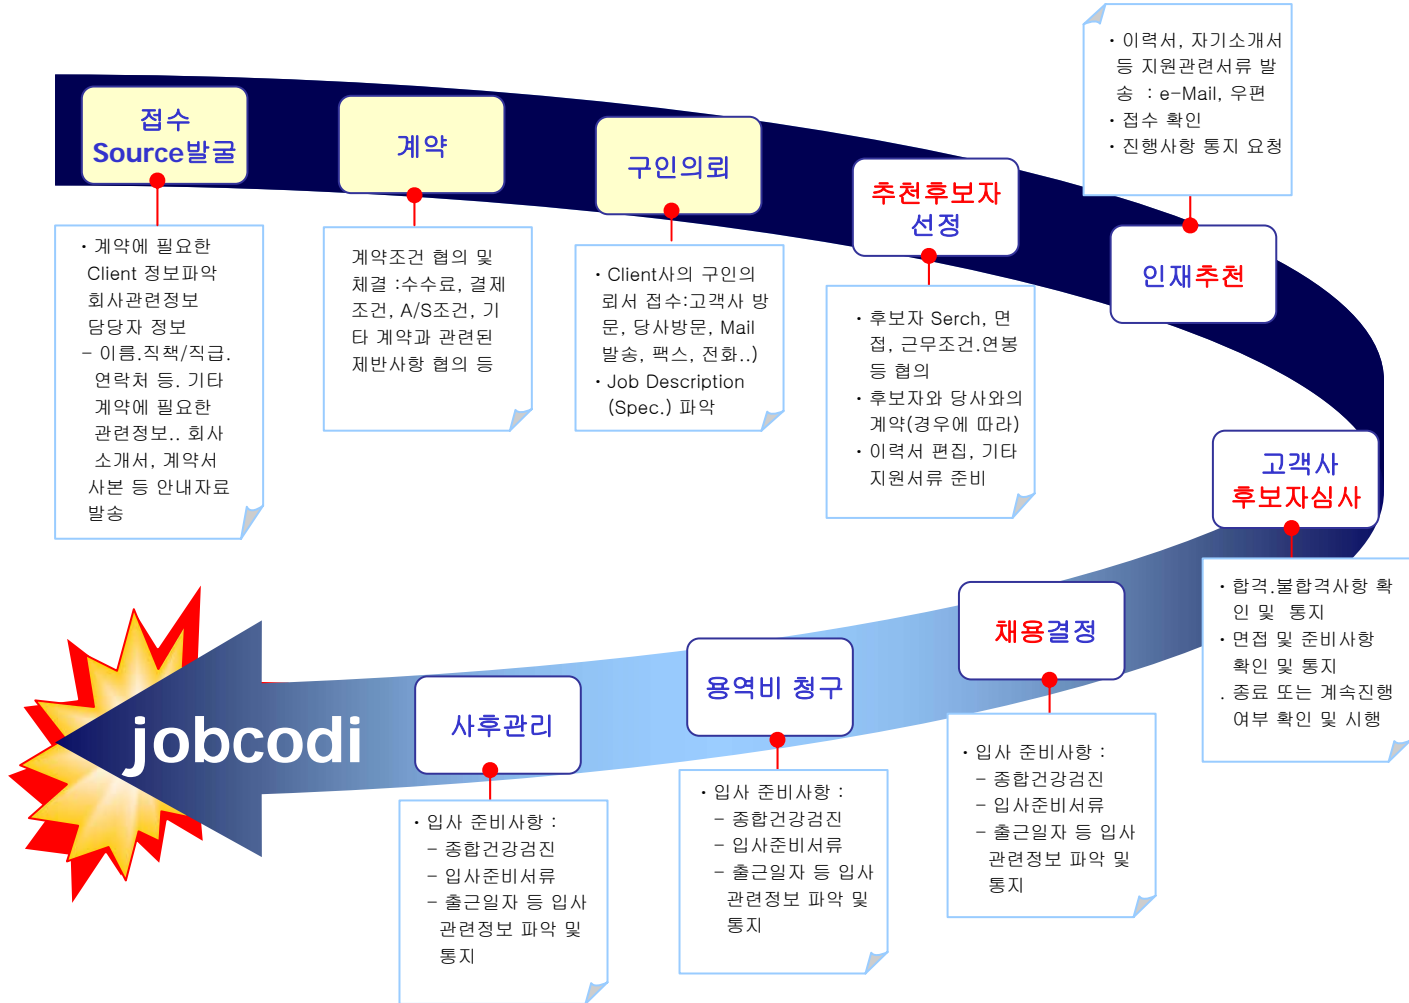 접수
Source발굴
· 계약에 필요한
Client 정보파악
회사관련정보
담당자 정보
- 이름.직책/직급.
연락처 등. 기타
계약에 필요한
관련정보.. 회사
소개서, 계약서
사본 등 안내자료
발송
계약
계약조건 협의 및
체결 :수수료, 결제
조건, A/S조건, 기
타 계약과 관련된
제반사항 협의 등
구인의뢰
· Client사의 구인의
뢰서 접수:고객사 방
문, 당사방문, Mail
발송, 팩스, 전화..)
· Job Description
(Spec.) 파악
추천후보자
선정
· 후보자 Serch, 면
접, 근무조건.연봉
등 협의
· 후보자와 당사와의
계약(경우에 따라)
· 이력서 편집, 기타
지원서류 준비
· 이력서, 자기소개서
등 지원관련서류 발
송 : e-Mail, 우편
· 접수 확인
· 진행사항 통지 요청
인재추천
고객사
후보자심사
· 합격.불합격사항 확
인 및 통지
· 면접 및 준비사항
확인 및 통지
. 종료 또는 계속진행
여부 확인 및 시행
채용결정
· 입사 준비사항 :
- 종합건강검진
- 입사준비서류
- 출근일자 등 입사
관련정보 파악 및
통지
용역비 청구
· 입사 준비사항 :
- 종합건강검진
- 입사준비서류
- 출근일자 등 입사
관련정보 파악 및
통지
사후관리
· 입사 준비사항 :
- 종합건강검진
- 입사준비서류
- 출근일자 등 입사
관련정보 파악 및
통지
jobcodi